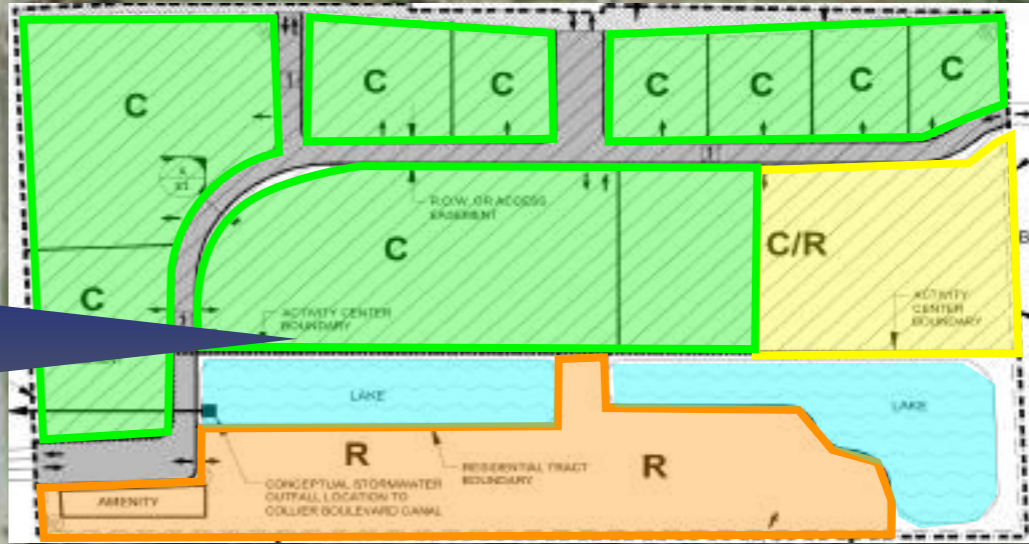 C
C
C
C
C
C
C
R.O.W. OR ACCESS
EASEMENT
C
C/R
C
ACTIVITY CENTER
BOUNDARY
ACTIVITY
CENTER
BOUNDARY
LAKE
LAKE
R
R
RESIDENTIAL TRACT
BOUNDARY
CONCEPTUAL STORMWATER
OUTFALL LOCATION TO
COLLIER BOULEVARD CANAL
AMENITY